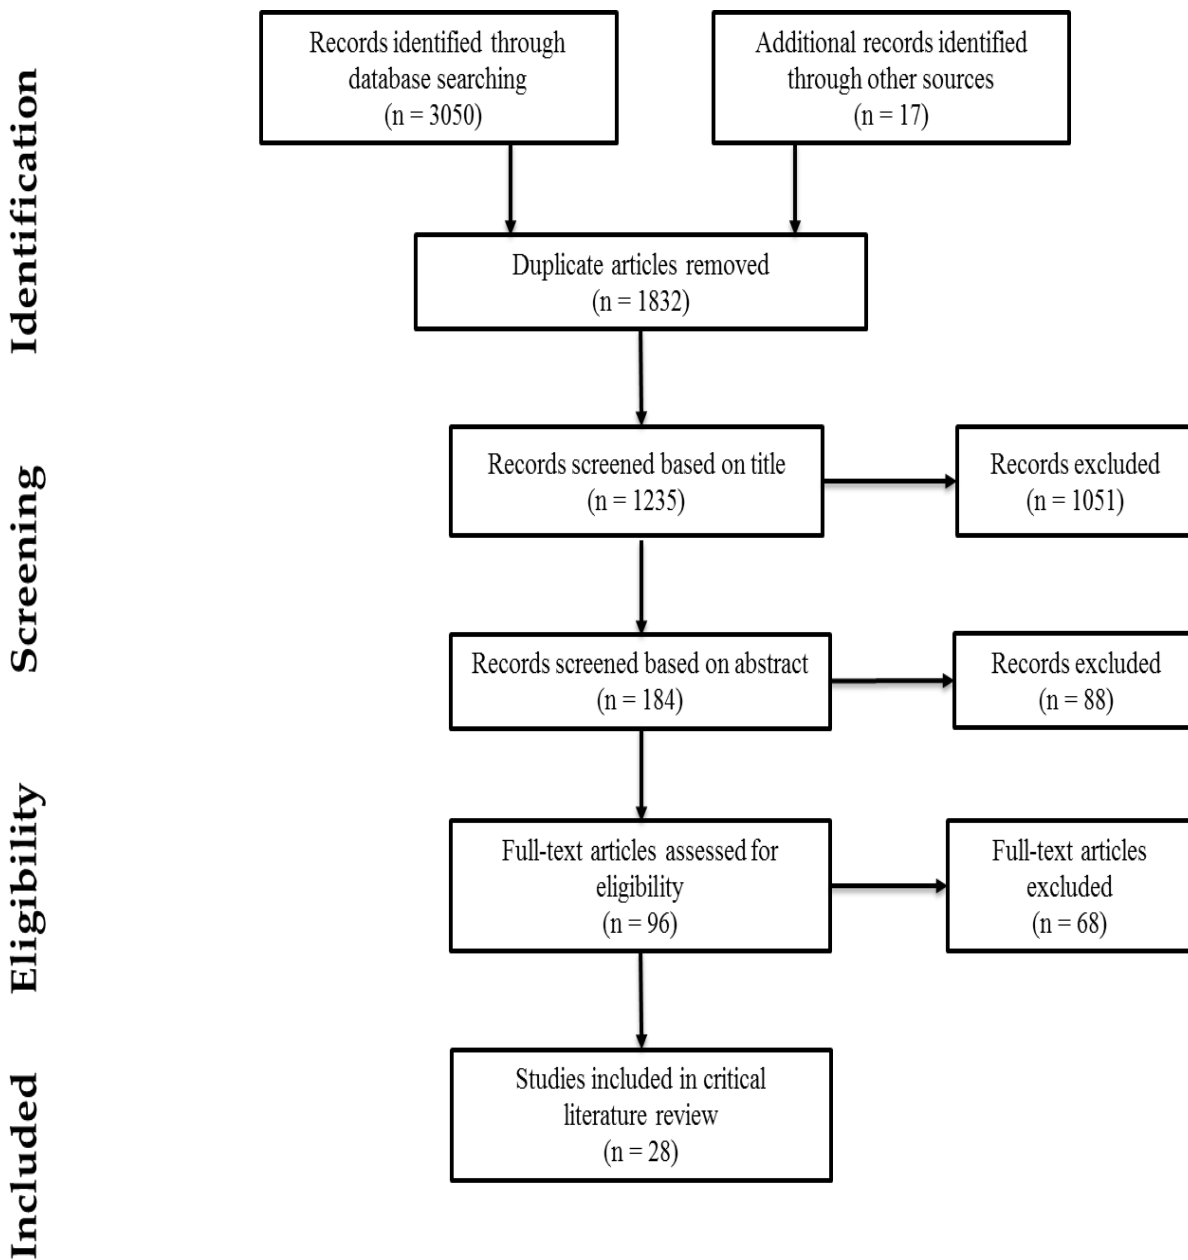 Identification
Records identified through
database searching
(n = 3050)
Additional records identified
through other sources
(n = 17)
Duplicate articles removed
(n = 1832)
Screening
Records screened based on title
(n = 1235)
Records excluded
(n = 1051)
Records screened based on abstract
(n = 184)
Records excluded
(n = 88)
Eligibility
Full-text articles assessed for
eligibility
(n = 96)
Full-text articles
excluded
(n = 68)
Included
Studies included in critical
literature review
(n = 28)